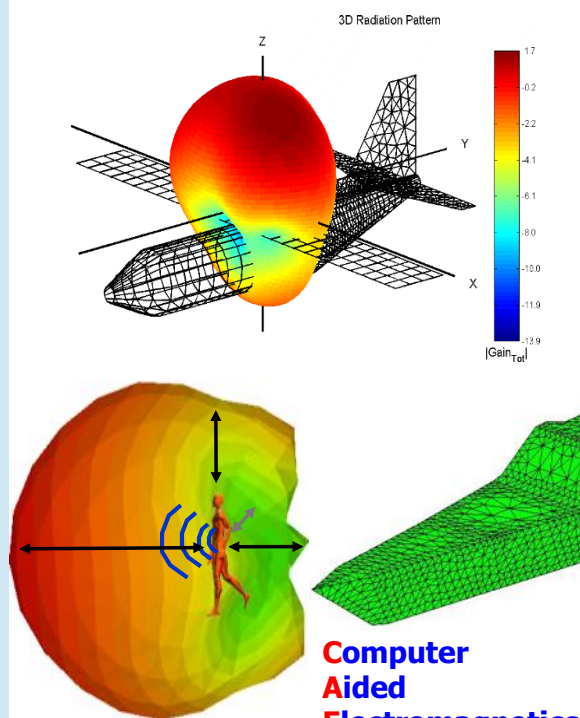 3D Radiation Pattern
Z
1.7
-0.2
-2.2
Y
-4.1
-6.1
-8.0
X
-10.0
-11.9
-13.9
|Gain_Tot|
Computer
Aided
Electromagnetics